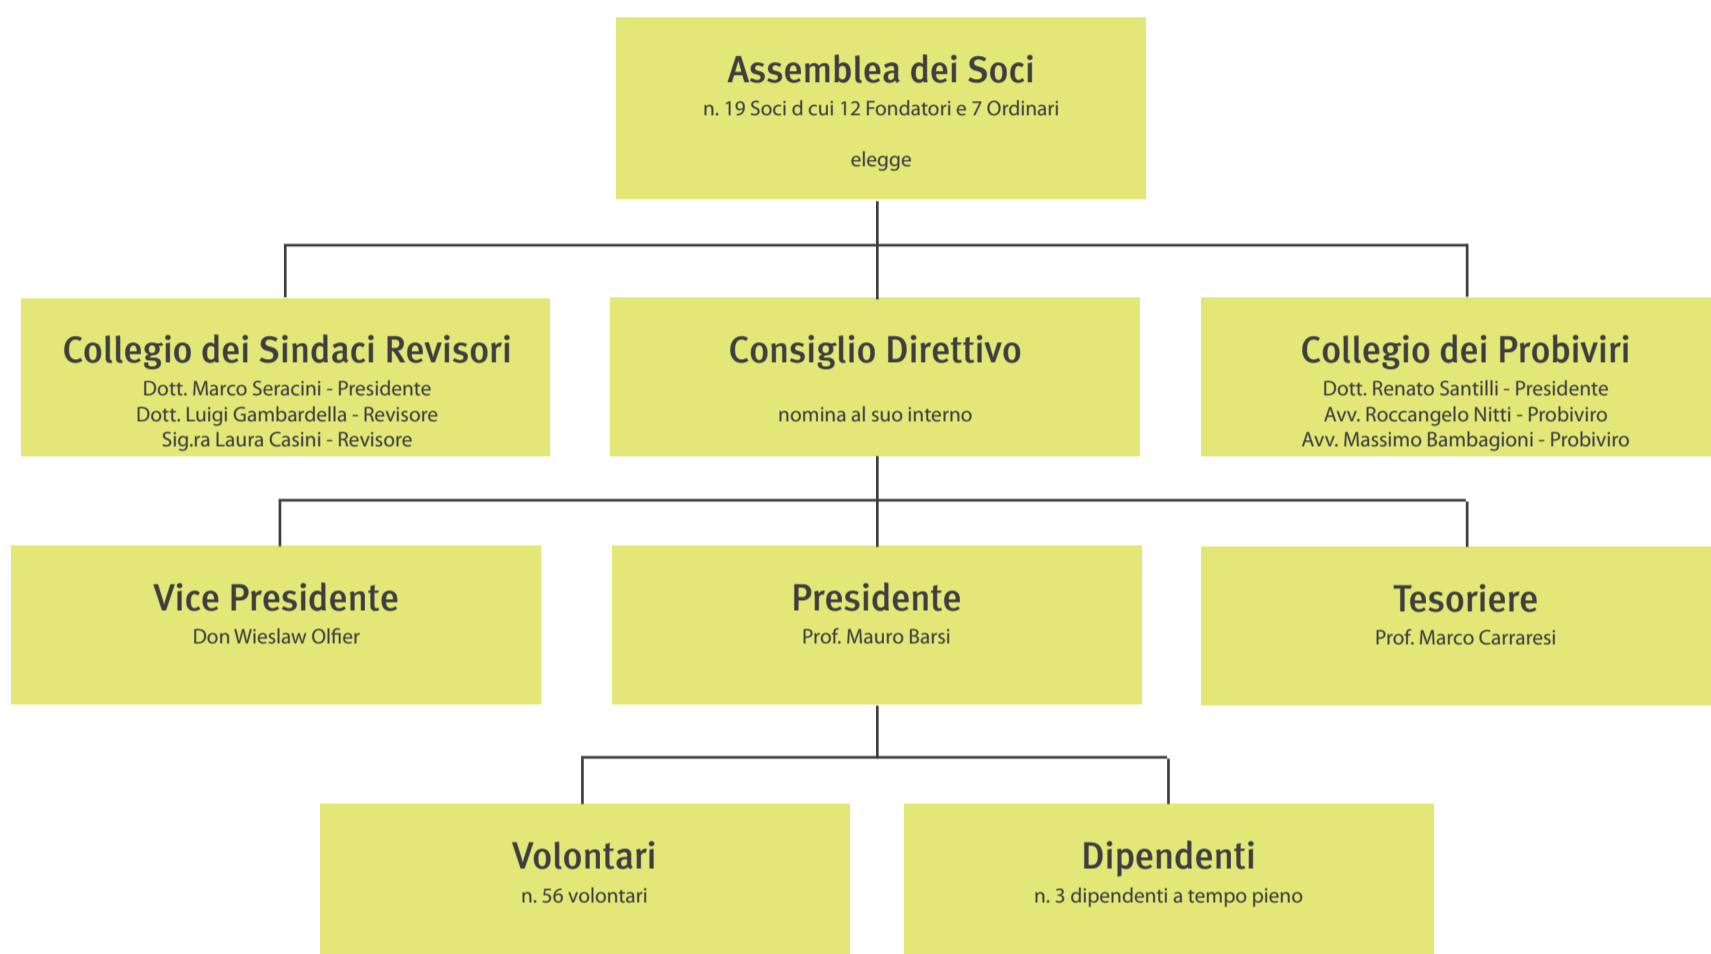 Assemblea dei Soci
n. 19 Soci d cui 12 Fondatori e 7 Ordinari
elegge
Collegio dei Sindaci Revisori
Dott. Marco Seracini - Presidente
Dott. Luigi Gambardella - Revisore
Sig.ra Laura Casini - Revisore
Consiglio Direttivo
nomina al suo interno
Collegio dei Probiviri
Dott. Renato Santilli - Presidente
Avv. Roccangelo Nitti - Probiviro
Avv. Massimo Bambagioni - Probiviro
Vice Presidente
Don Wieslaw Olfier
Presidente
Prof. Mauro Barsi
Tesoriere
Prof. Marco Carraresi
Volontari
n. 56 volontari
Dipendenti
n. 3 dipendenti a tempo pieno